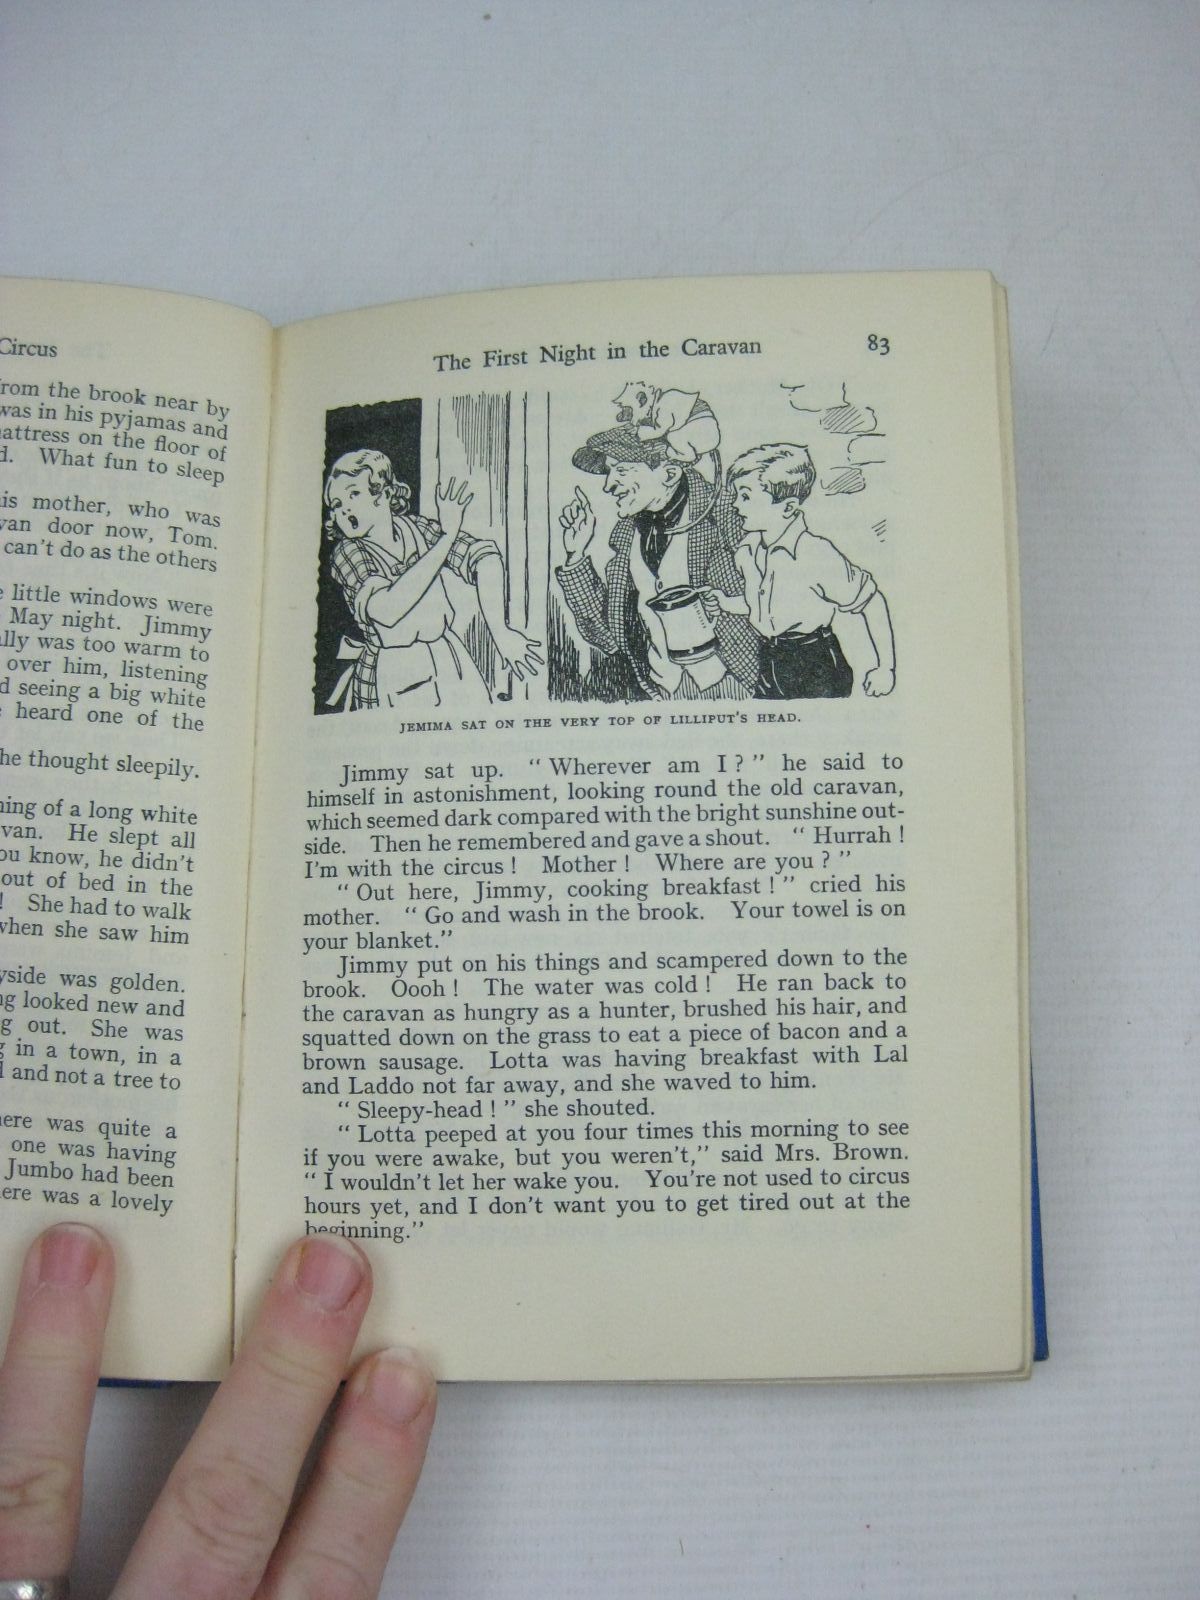 Circus
from the brook near by
was in his pyjamas and
mattress on the floor of
d. What fun to sleep
his mother, who was
van door now, Tom.
can't do as the others
e little windows were
May night. Jimmy
ally was too warm to
over him, listening
d seeing a big white
e heard one of the
he thought sleepily.
ning of a long white
van. He slept all
ou know, he didn't
out of bed in the
! She had to walk
when she saw him
yside was golden.
ng looked new and
g out. She was
g in a town, in a
d and not a tree to
here was quite a
one was having
Jumbo had been
here was a lovely
The First Night in the Caravan 83
JEMIMA SAT ON THE VERY TOP OF LILLIPUT'S HEAD.
Jimmy sat up. “ Wherever am I ? ” he said to
himself in astonishment, looking round the old caravan,
which seemed dark compared with the bright sunshine out-
side. Then he remembered and gave a shout. “ Hurrah !
I'm with the circus ! Mother ! Where are you ? ”
“ Out here, Jimmy, cooking breakfast ! ” cried his
mother. “ Go and wash in the brook. Your towel is on
your blanket.”
Jimmy put on his things and scampered down to the
brook. Oooh ! The water was cold ! He ran back to
the caravan as hungry as a hunter, brushed his hair, and
squatted down on the grass to eat a piece of bacon and a
brown sausage. Lotta was having breakfast with Lal
and Laddo not far away, and she waved to him.
“ Sleepy-head ! ” she shouted.
“ Lotta peeped at you four times this morning to see
if you were awake, but you weren't,” said Mrs. Brown.
“ I wouldn't let her wake you. You're not used to circus
hours yet, and I don't want you to get tired out at the
beginning.”